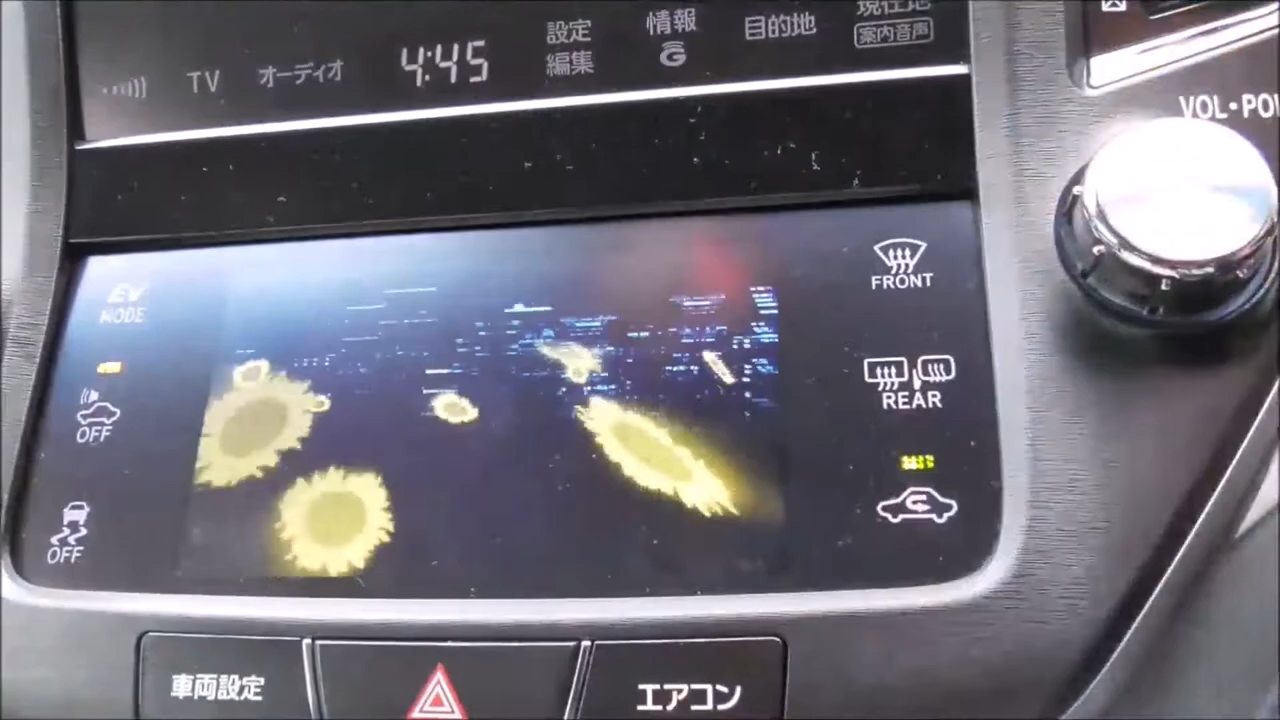 TV
オーディオ
4:45
設定
編集
情報
G
目的地
現在地
案内音声
VOL・PO
EV
MODE
OFF
OFF
FRONT
REAR
車両設定
エアコン